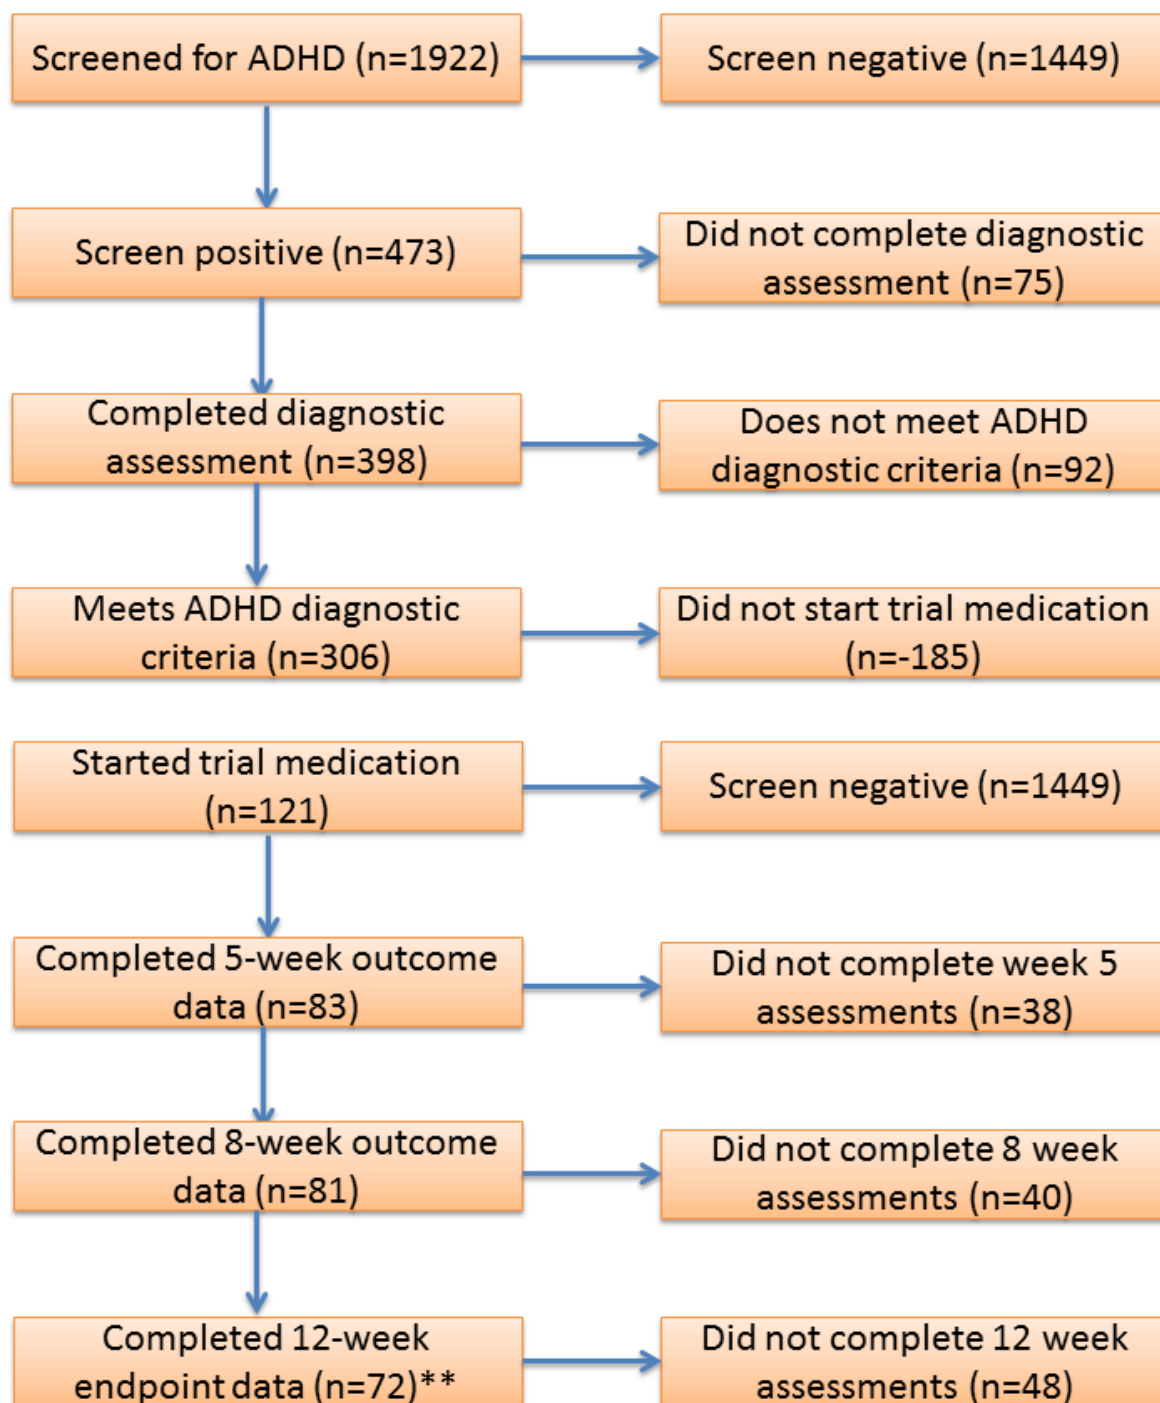 Screened for ADHD (n=1922)
Screen negative (n=1449)
Screen positive (n=473)
Did not complete diagnostic
assessment (n=75)
Completed diagnostic
assessment (n=398)
Does not meet ADHD
diagnostic criteria (n=92)
Meets ADHD diagnostic
criteria (n=306)
Did not start trial medication
(n=-185)
Started trial medication
(n=121)
Screen negative (n=1449)
Completed 5-week outcome
data (n=83)
Did not complete week 5
assessments (n=38)
Completed 8-week outcome
data (n=81)
Did not complete 8 week
assessments (n=40)
Completed 12-week
endpoint data (n=72)**
Did not complete 12 week
assessments (n=48)